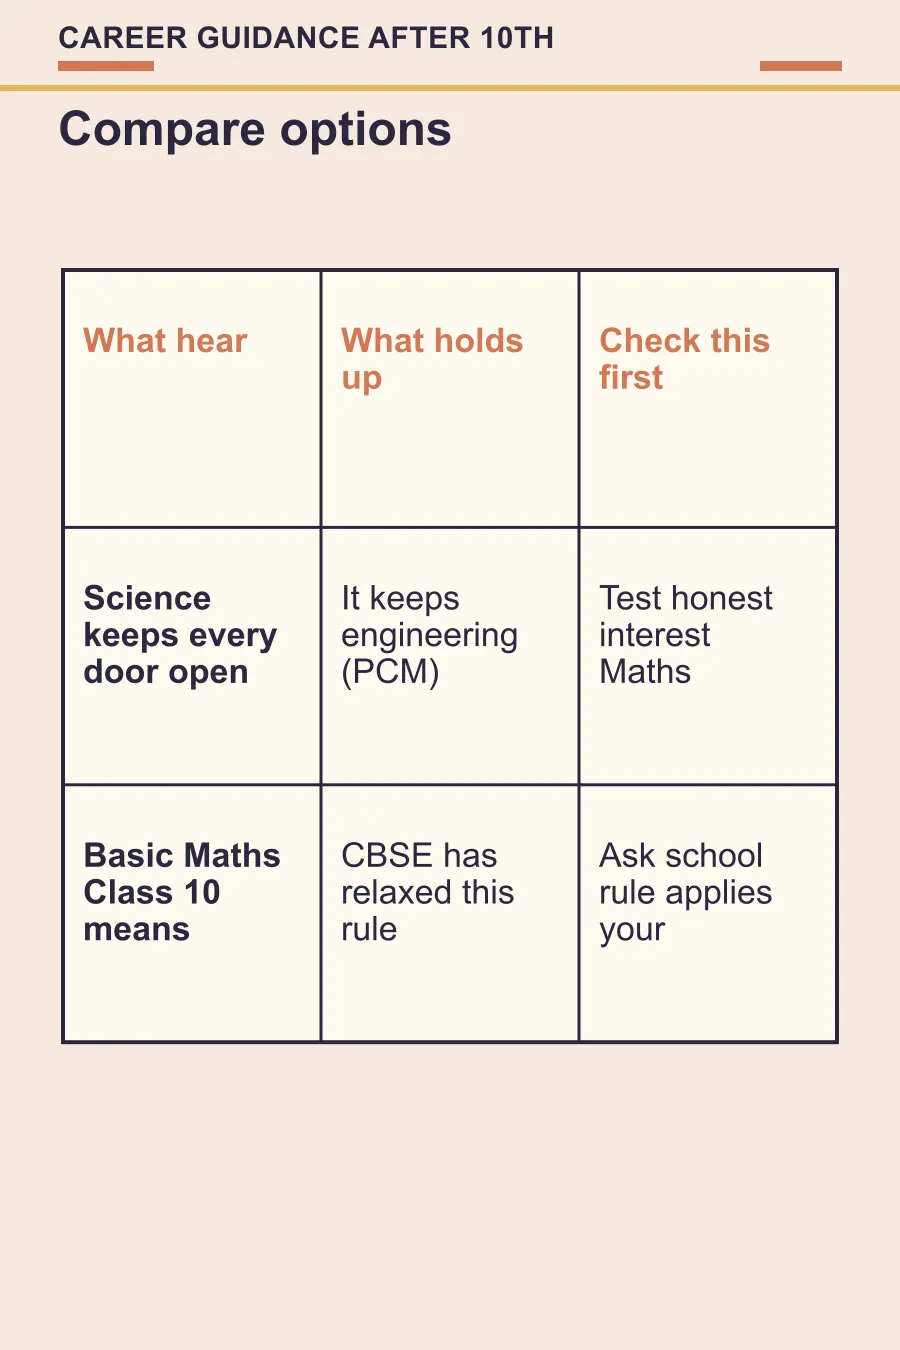 CAREER GUIDANCE AFTER 10TH
Compare options
What hear
What holds
up
Check this
first
Science
keeps every
door open
It keeps
engineering
(PCM)
Test honest
interest
Maths
Basic Maths
Class 10
means
CBSE has
relaxed this
rule
Ask school
rule applies
your